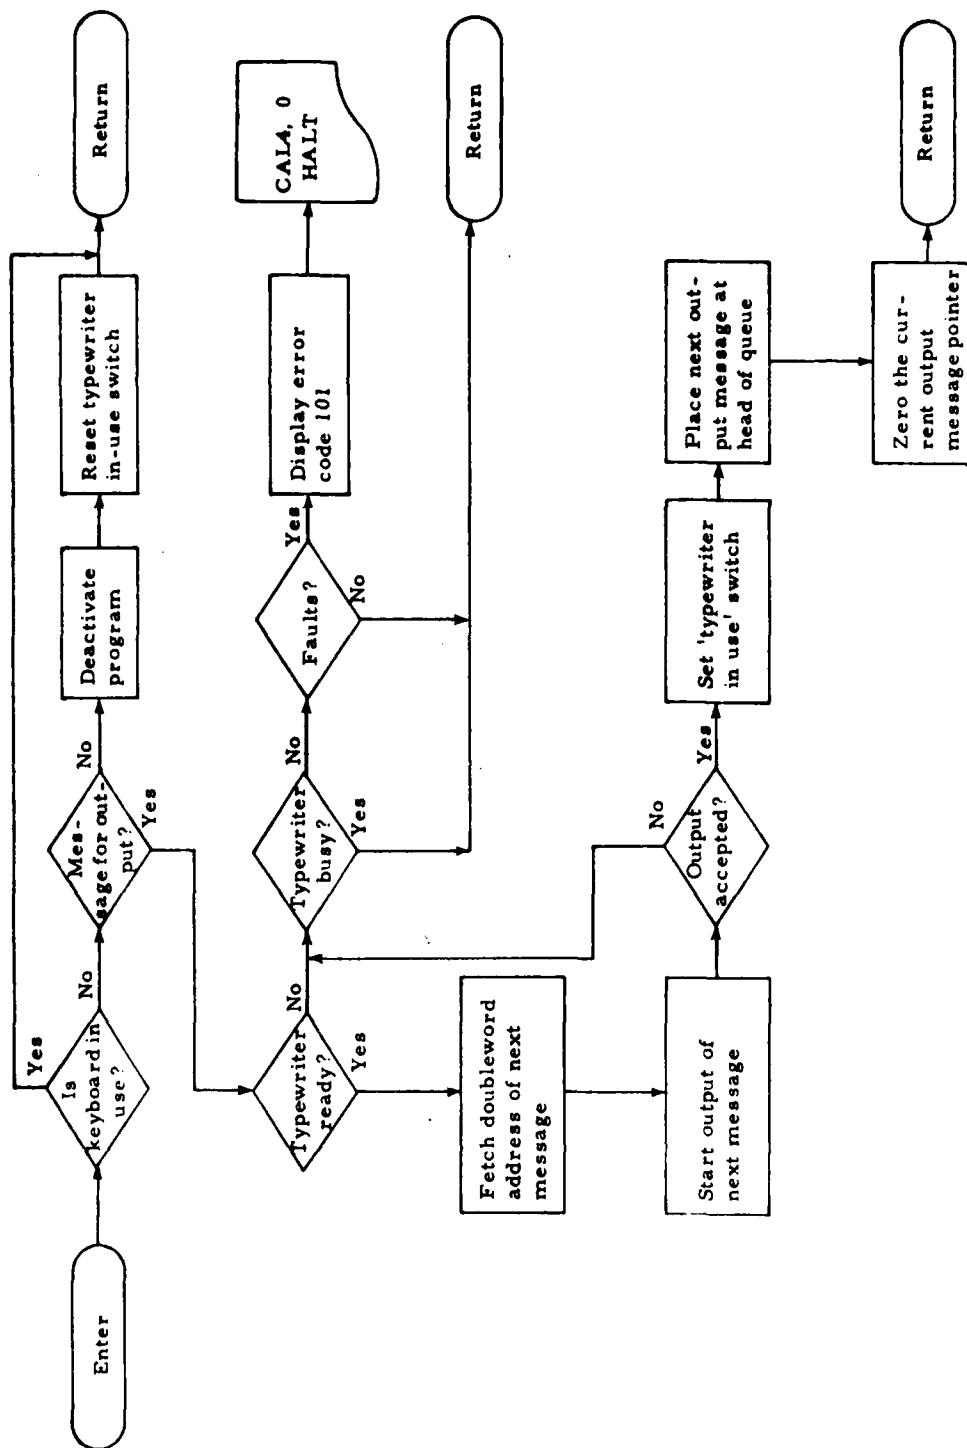 Enter
Is
keyboard in
use?
Yes
No
Mes-
sage for out-
put?
No
Yes
Deactivate
program
Reset typewriter
in-use switch
Return
Typewriter
ready?
No
Yes
Typewriter
busy?
No
Yes
Faults?
Yes
No
Display error
code 101
CAL4, 0
HALT
Return
Fetch doubleword
address of next
message
Start output of
next message
Output
accepted?
No
Yes
Set 'typewriter
in use' switch
Place next out-
put message at
head of queue
Zero the cur-
rent output
message pointer
Return